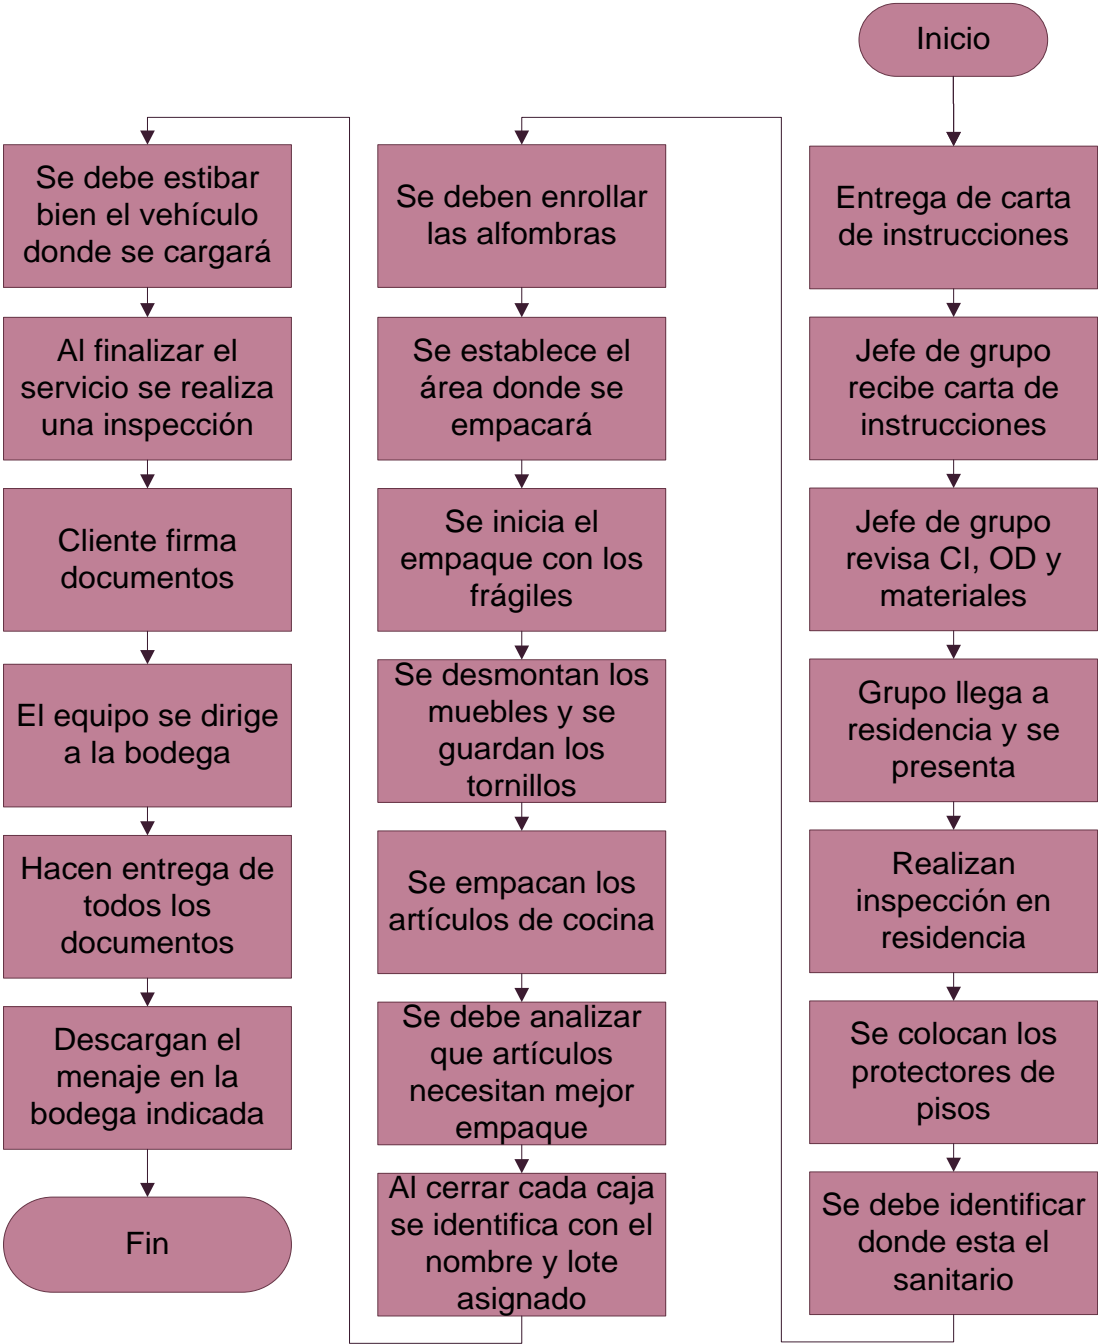 Inicio
Entrega de carta
de instrucciones
Jefe de grupo
recibe carta de
instrucciones
Jefe de grupo
revisa CI, OD y
materiales
Grupo llega a
residencia y se
presenta
Realizan
inspección en
residencia
Se colocan los
protectores de
pisos
Se debe identificar
donde esta el
sanitario
Se deben enrollar
las alfombras
Se establece el
área donde se
empacará
Se inicia el
empaque con los
frágiles
Se desmontan los
muebles y se
guardan los
tornillos
Se empacan los
artículos de cocina
Se debe analizar
que artículos
necesitan mejor
empaque
Al cerrar cada caja
se identifica con el
nombre y lote
asignado
Se debe estibar
bien el vehículo
donde se cargará
Al finalizar el
servicio se realiza
una inspección
Cliente firma
documentos
El equipo se dirige
a la bodega
Hacen entrega de
todos los
documentos
Descargan el
menaje en la
bodega indicada
Fin